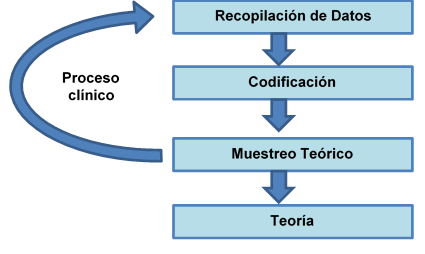 Recopilación de Datos
Proceso
clínico
Codificación
Muestreo Teórico
Teoría